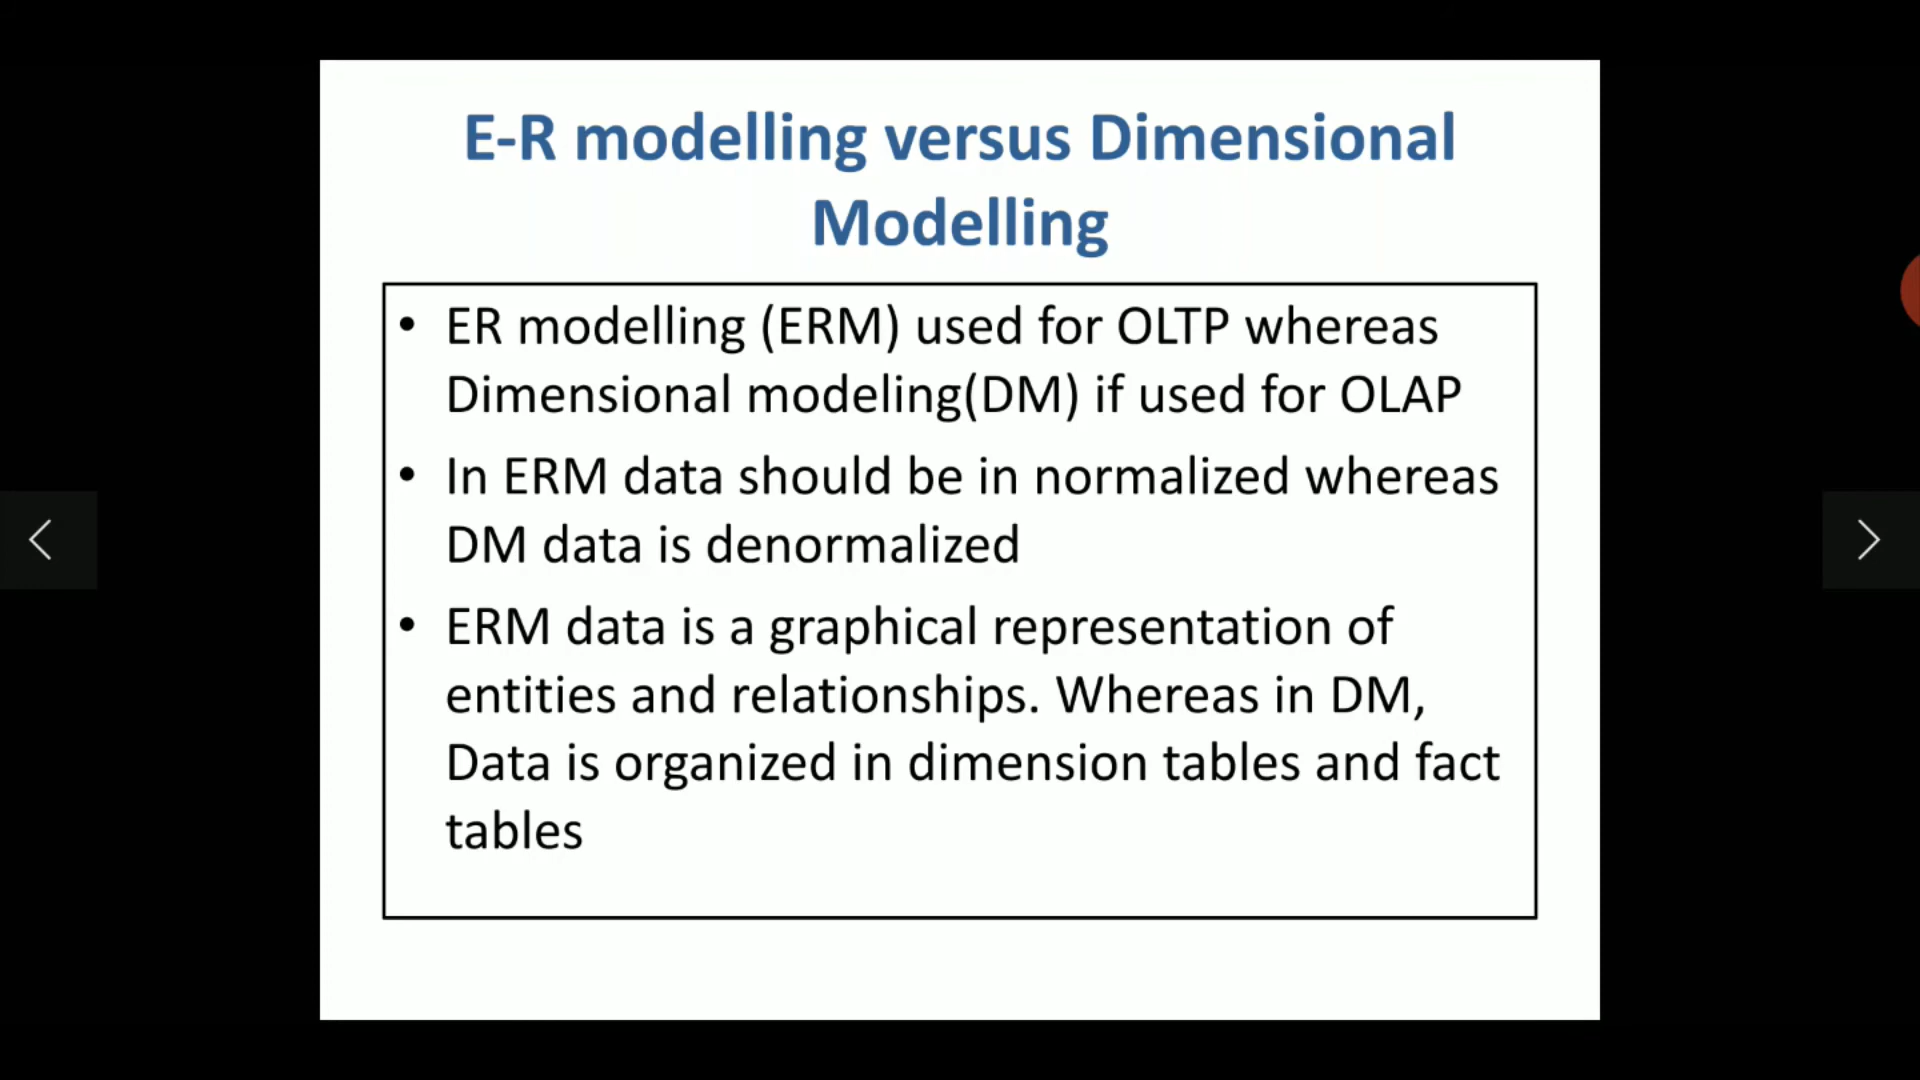 E-R modelling versus Dimensional
Modelling
• ER modelling (ERM) used for OLTP whereas
Dimensional modeling(DM) if used for OLAP
• In ERM data should be in normalized whereas
DM data is denormalized
• ERM data is a graphical representation of
entities and relationships. Whereas in DM,
Data is organized in dimension tables and fact
tables